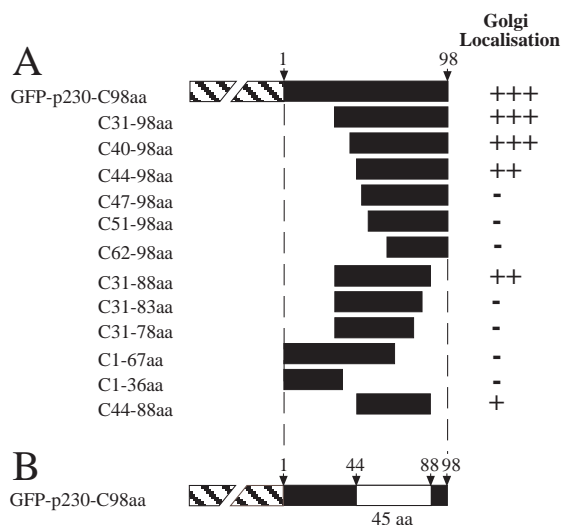 Golgi
Localisation
A
1 98
GFP-p230-C98aa +++
C31-98aa +++
C40-98aa +++
C44-98aa ++
C47-98aa -
C51-98aa -
C62-98aa -
C31-88aa ++
C31-83aa -
C31-78aa -
C1-67aa -
C1-36aa -
C44-88aa +
B
1 44 88 98
GFP-p230-C98aa
45 aa